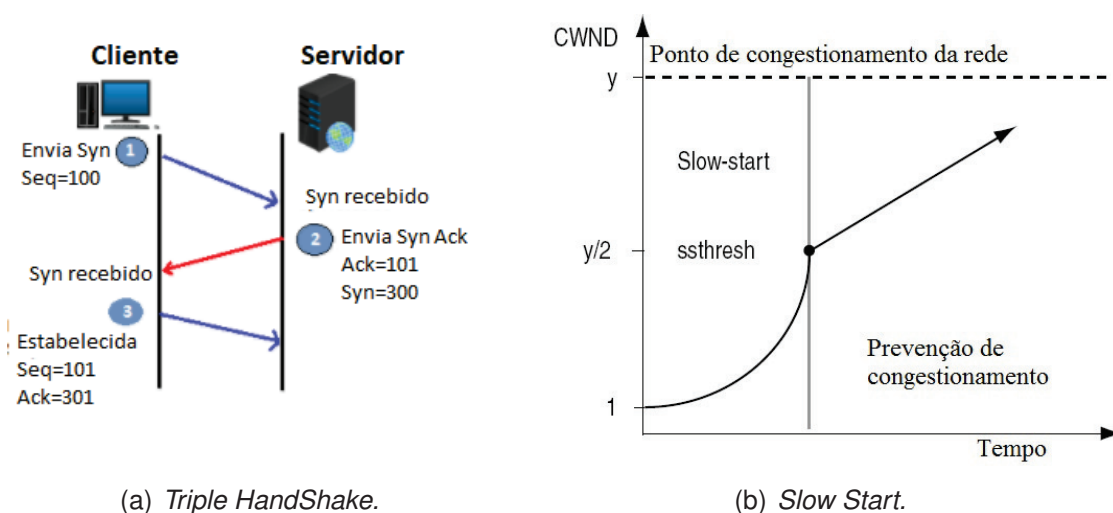 Cliente
Servidor
Envia Syn 1
Seq=100
Syn recebido
2 Envia Syn Ack
Ack=101
Syn=300
Syn recebido
3
Estabelecida
Seq=101
Ack=301
(a) Triple HandShake.
CWND
Ponto de congestionamento da rede
y
Slow-start
y/2
ssthresh
Prevenção de
congestionamento
1
Tempo
(b) Slow Start.